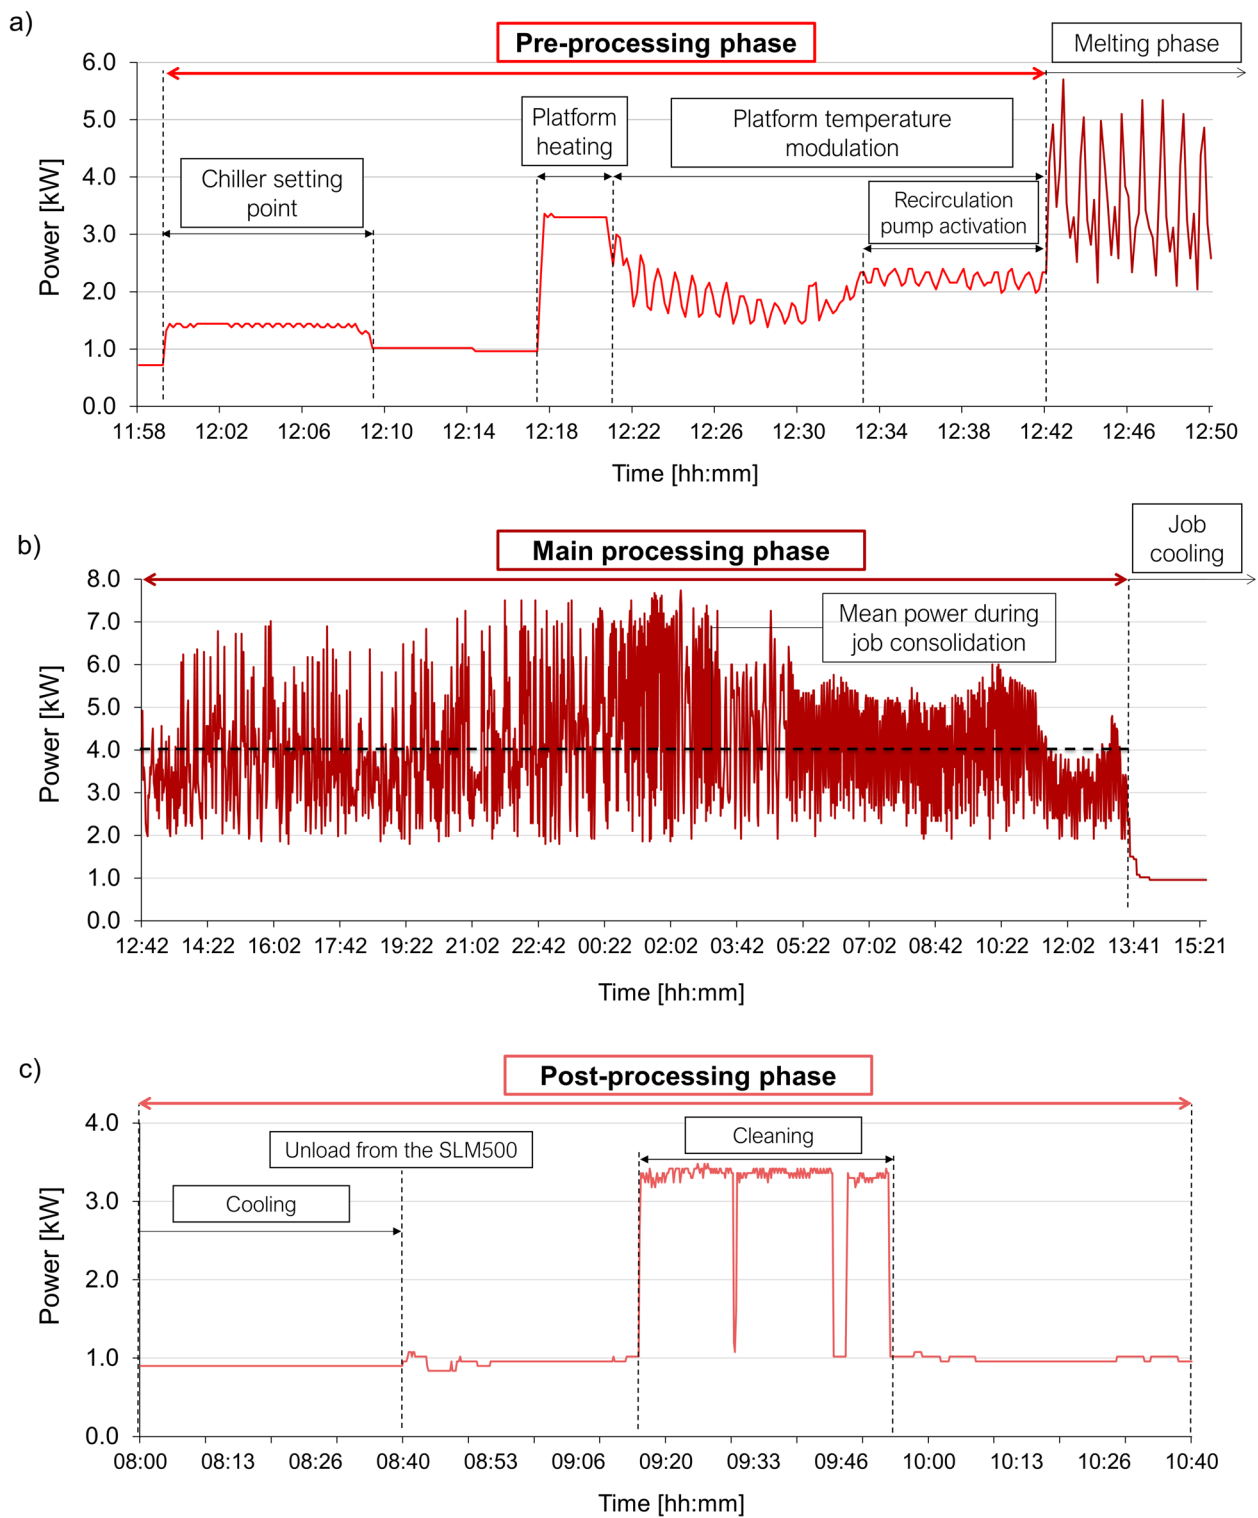 a)
Pre-processing phase
Melting phase
6.0
5.0
4.0
3.0
2.0
1.0
0.0
Power [kW]
Chiller setting
point
Platform
heating
Platform temperature
modulation
Recirculation
pump activation
11:58 12:02 12:06 12:10 12:14 12:18 12:22 12:26 12:30 12:34 12:38 12:42 12:46 12:50
Time [hh:mm]
b)
Main processing phase
Job
cooling
8.0
7.0
6.0
5.0
4.0
3.0
2.0
1.0
0.0
Power [kW]
Mean power during
job consolidation
12:42 14:22 16:02 17:42 19:22 21:02 22:42 00:22 02:02 03:42 05:22 07:02 08:42 10:22 12:02 13:41 15:21
Time [hh:mm]
c)
Post-processing phase
4.0
3.0
2.0
1.0
0.0
Power [kW]
Unload from the SLM500
Cooling
Cleaning
08:00 08:13 08:26 08:40 08:53 09:06 09:20 09:33 09:46 10:00 10:13 10:26 10:40
Time [hh:mm]